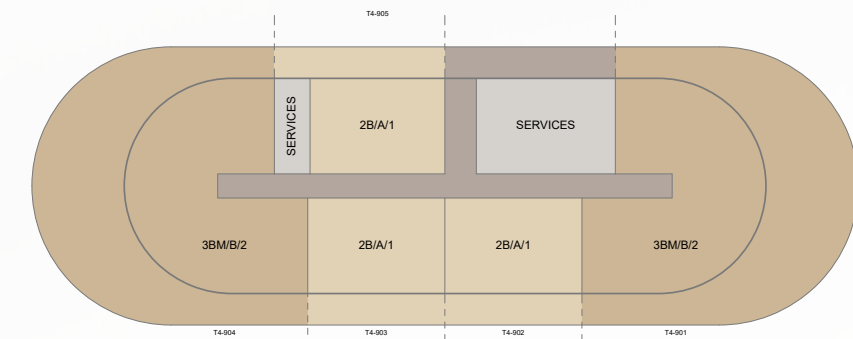 T4-905
SERVICES
2B/A/1
SERVICES
3BM/B/2
2B/A/1
2B/A/1
3BM/B/2
T4-904
T4-903
T4-902
T4-901